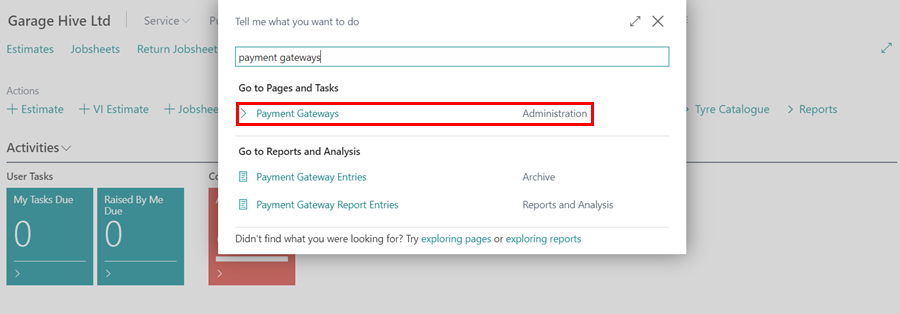 Garage Hive Ltd
Service
Tell me what you want to do
Estimates Jobsheets Return Jobshee
payment gateways
Go to Pages and Tasks
Payment Gateways Administration
Actions
+ Estimate + VI Estimate + Jobshe
Tyre Catalogue > Reports
Go to Reports and Analysis
Payment Gateway Entries Archive
Payment Gateway Report Entries Reports and Analysis
Didn't find what you were looking for? Try exploring pages or exploring reports
Activities
User Tasks
My Tasks Due
0
Raised By Me Due
0